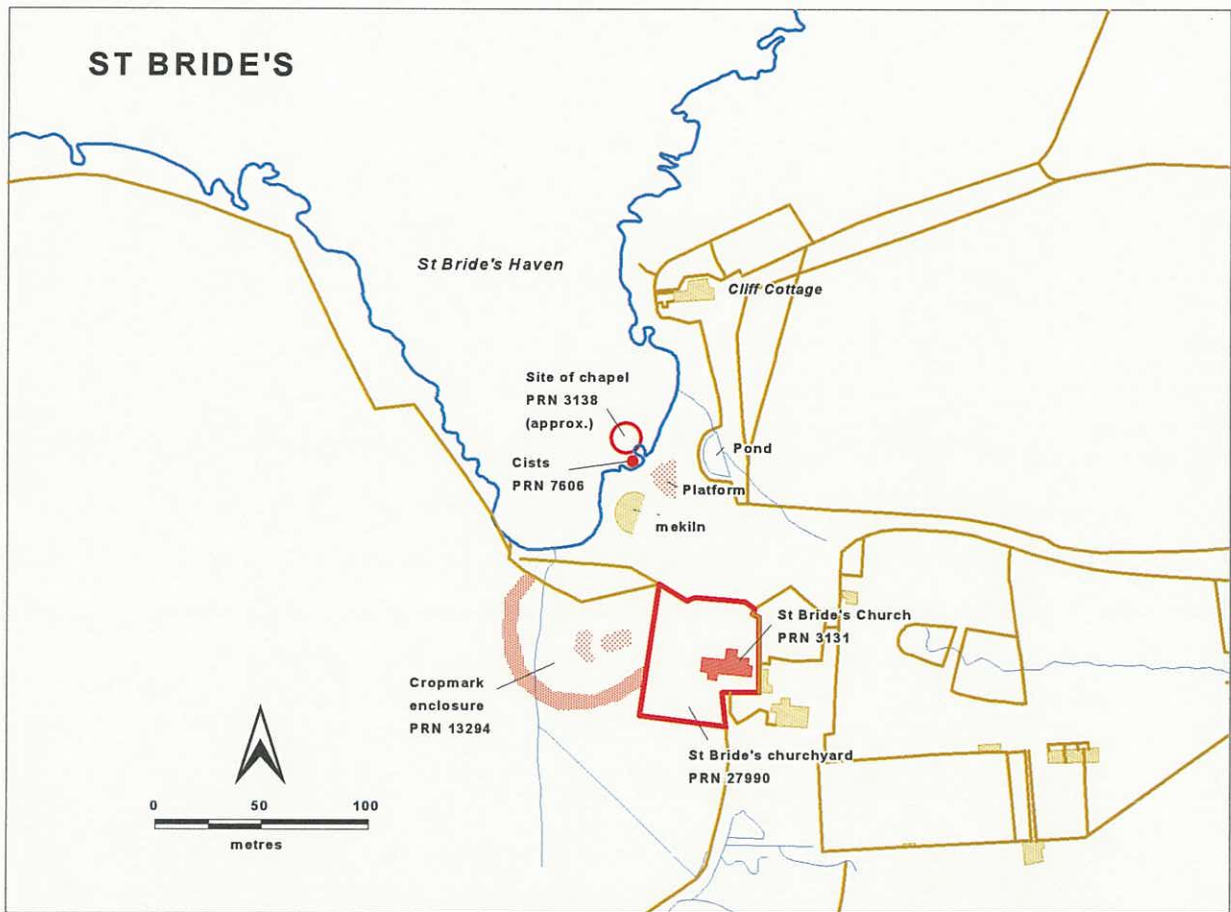 ST BRIDE'S
St Bride's Haven
Cliff Cottage
Site of chapel
PRN 3138
(approx.)
Cists
PRN 7606
Pond
Platform
mekiln
St Bride's Church
PRN 3131
Cropmark
enclosure
PRN 13294
St Bride's churchyard
PRN 27990
0 50 100
metres